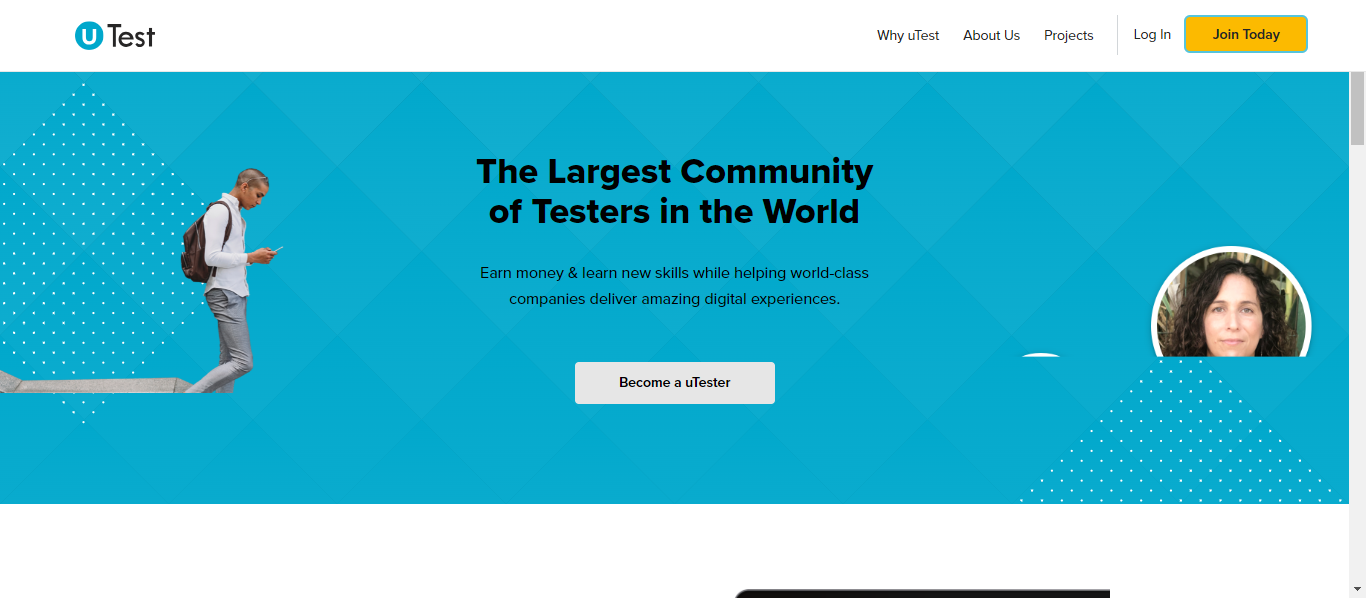 uTest
Why uTest
About Us
Projects
Log In
Join Today
The Largest Community
of Testers in the World
Earn money & learn new skills while helping world-class
companies deliver amazing digital experiences.
Become a uTester